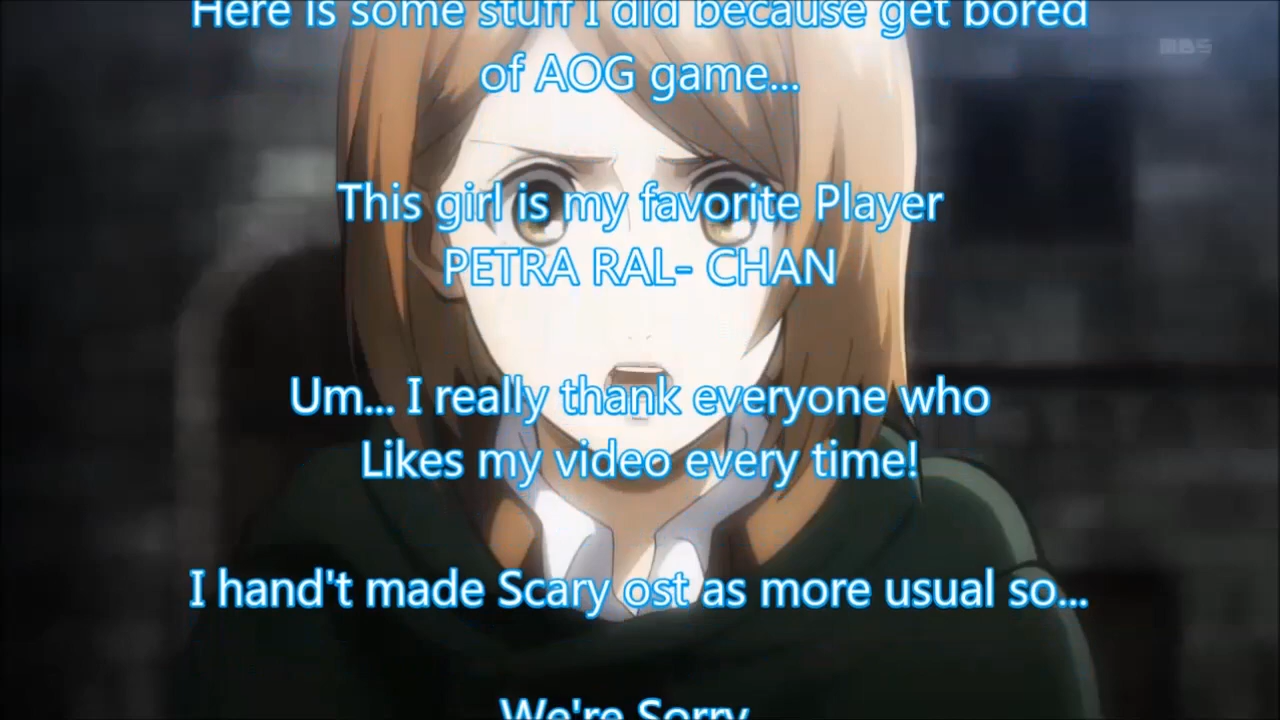 Here is some stuff I did because get bored
of AOG game...
MBS
This girl is my favorite Player
PETRA RAL- CHAN
Um... I really thank everyone who
Likes my video every time!
I hand't made Scary ost as more usual so...
We're Sorry